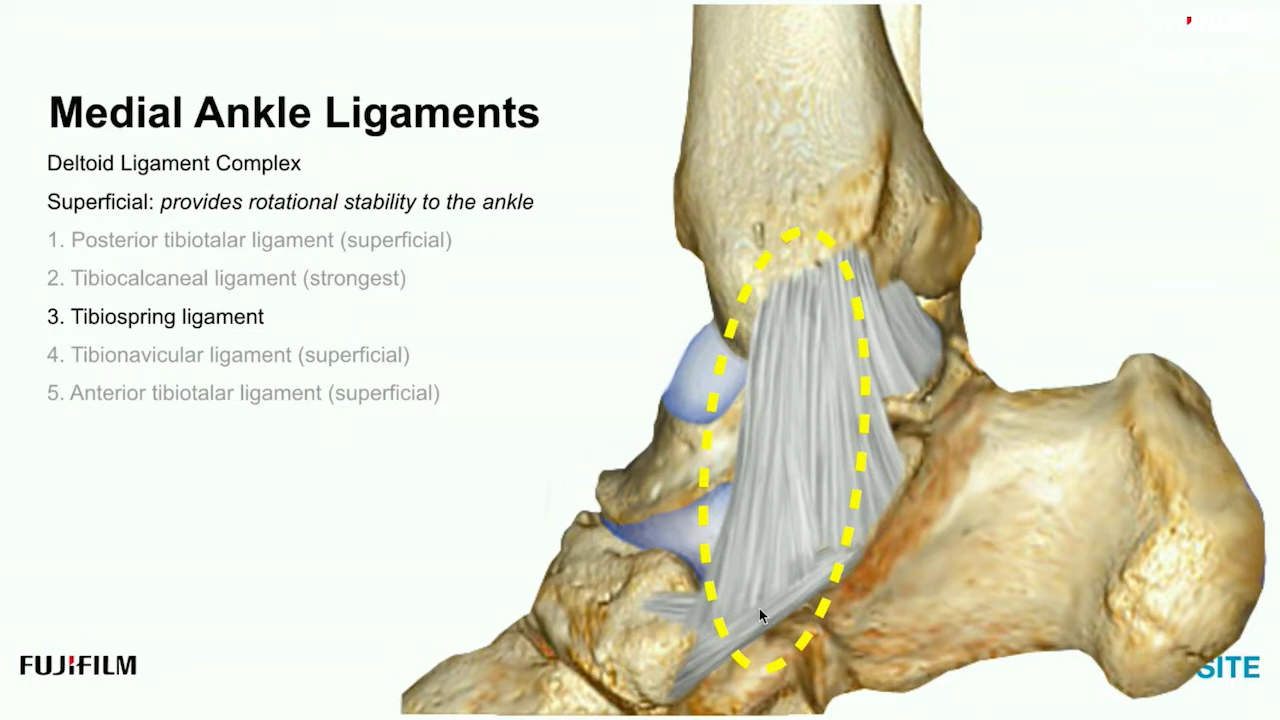 Medial Ankle Ligaments
Deltoid Ligament Complex
Superficial: provides rotational stability to the ankle
1. Posterior tibiotalar ligament (superficial)
2. Tibiocalcaneal ligament (strongest)
3. Tibiospring ligament
4. Tibionavicular ligament (superficial)
5. Anterior tibiotalar ligament (superficial)
FUJIFILM
SITE